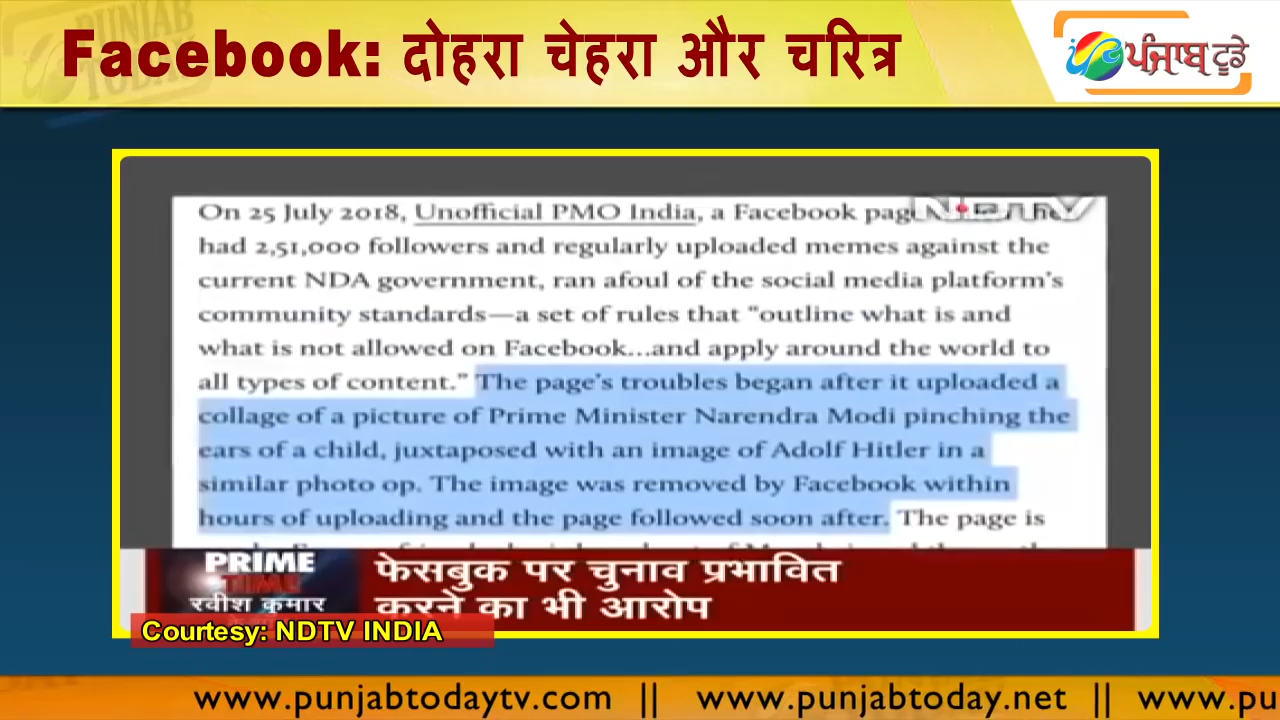 Facebook: दोहरा चेहरा और चरित्र
ਪੰਜਾਬ ਟੂਡੇ
NDTV
On 25 July 2018, Unofficial PMO India, a Facebook
had 2,51,000 followers and regularly uploaded memes against the
current NDA government, ran afoul of the social media platform's
community standards—a set of rules that "outline what is and
what is not allowed on Facebook...and apply around the world to
all types of content." The page's troubles began after it uploaded a
collage of a picture of Prime Minister Narendra Modi pinching the
ears of a child, juxtaposed with an image of Adolf Hitler in a
similar photo op. The image was removed by Facebook within
hours of uploading and the page followed soon after. The page is
PRIME
TIME
रवीश कुमार
फेसबुक पर चुनाव प्रभावित
करने का भी आरोप
Courtesy: NDTV INDIA
www.punjabtodaytv.com || www.punjabtoday.net || www.pu